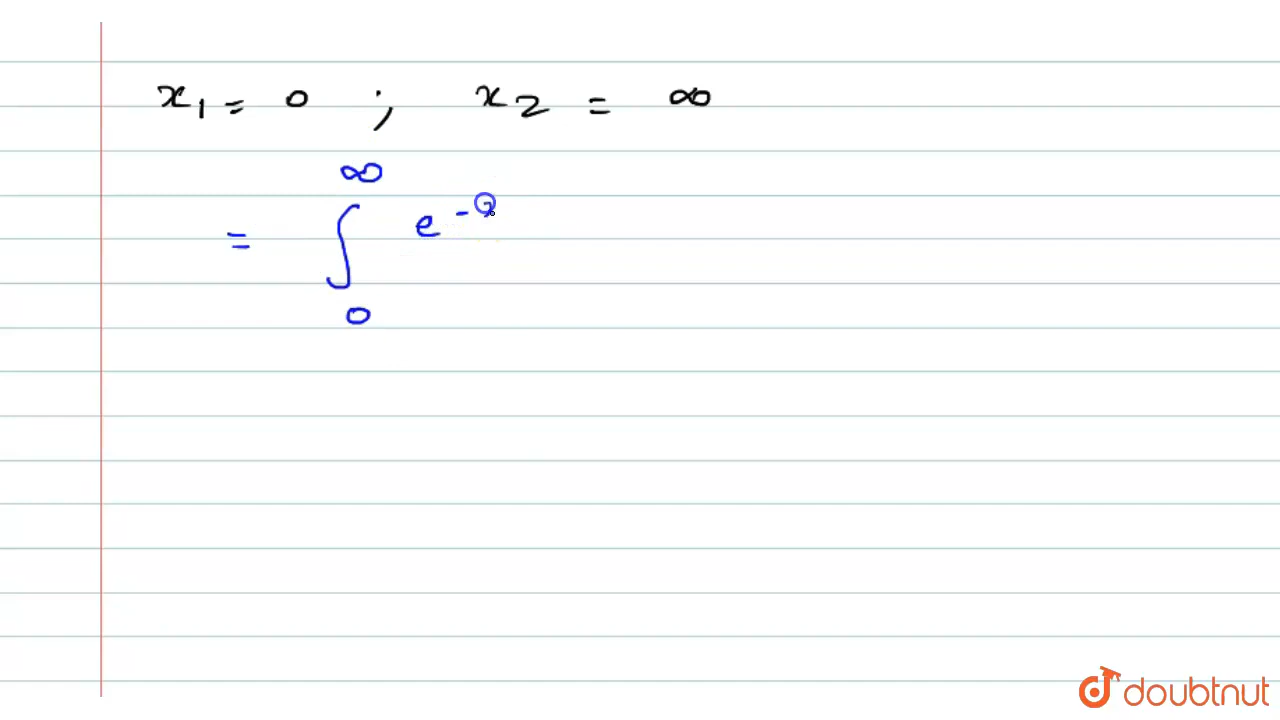 x₁ = 0 ; x₂ = ∞
∞
= ∫ e⁻
0
doubtnut